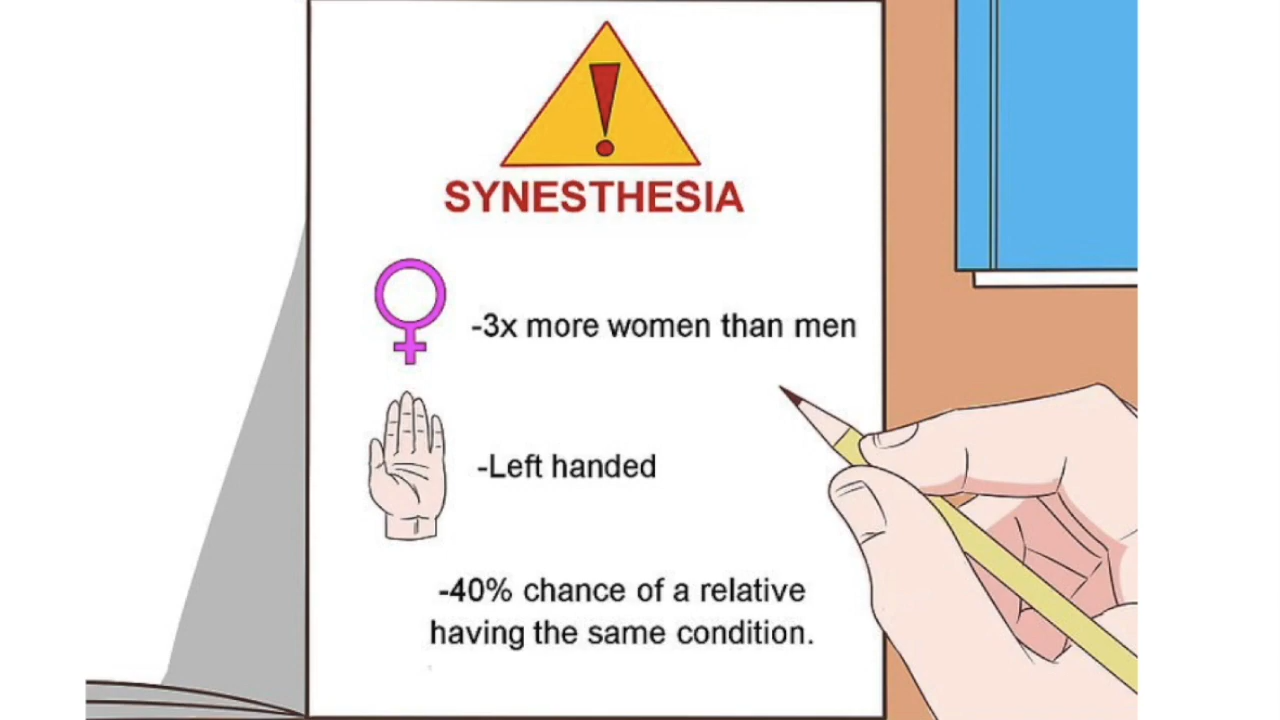 SYNESTHESIA
-3x more women than men
-Left handed
-40% chance of a relative
having the same condition.